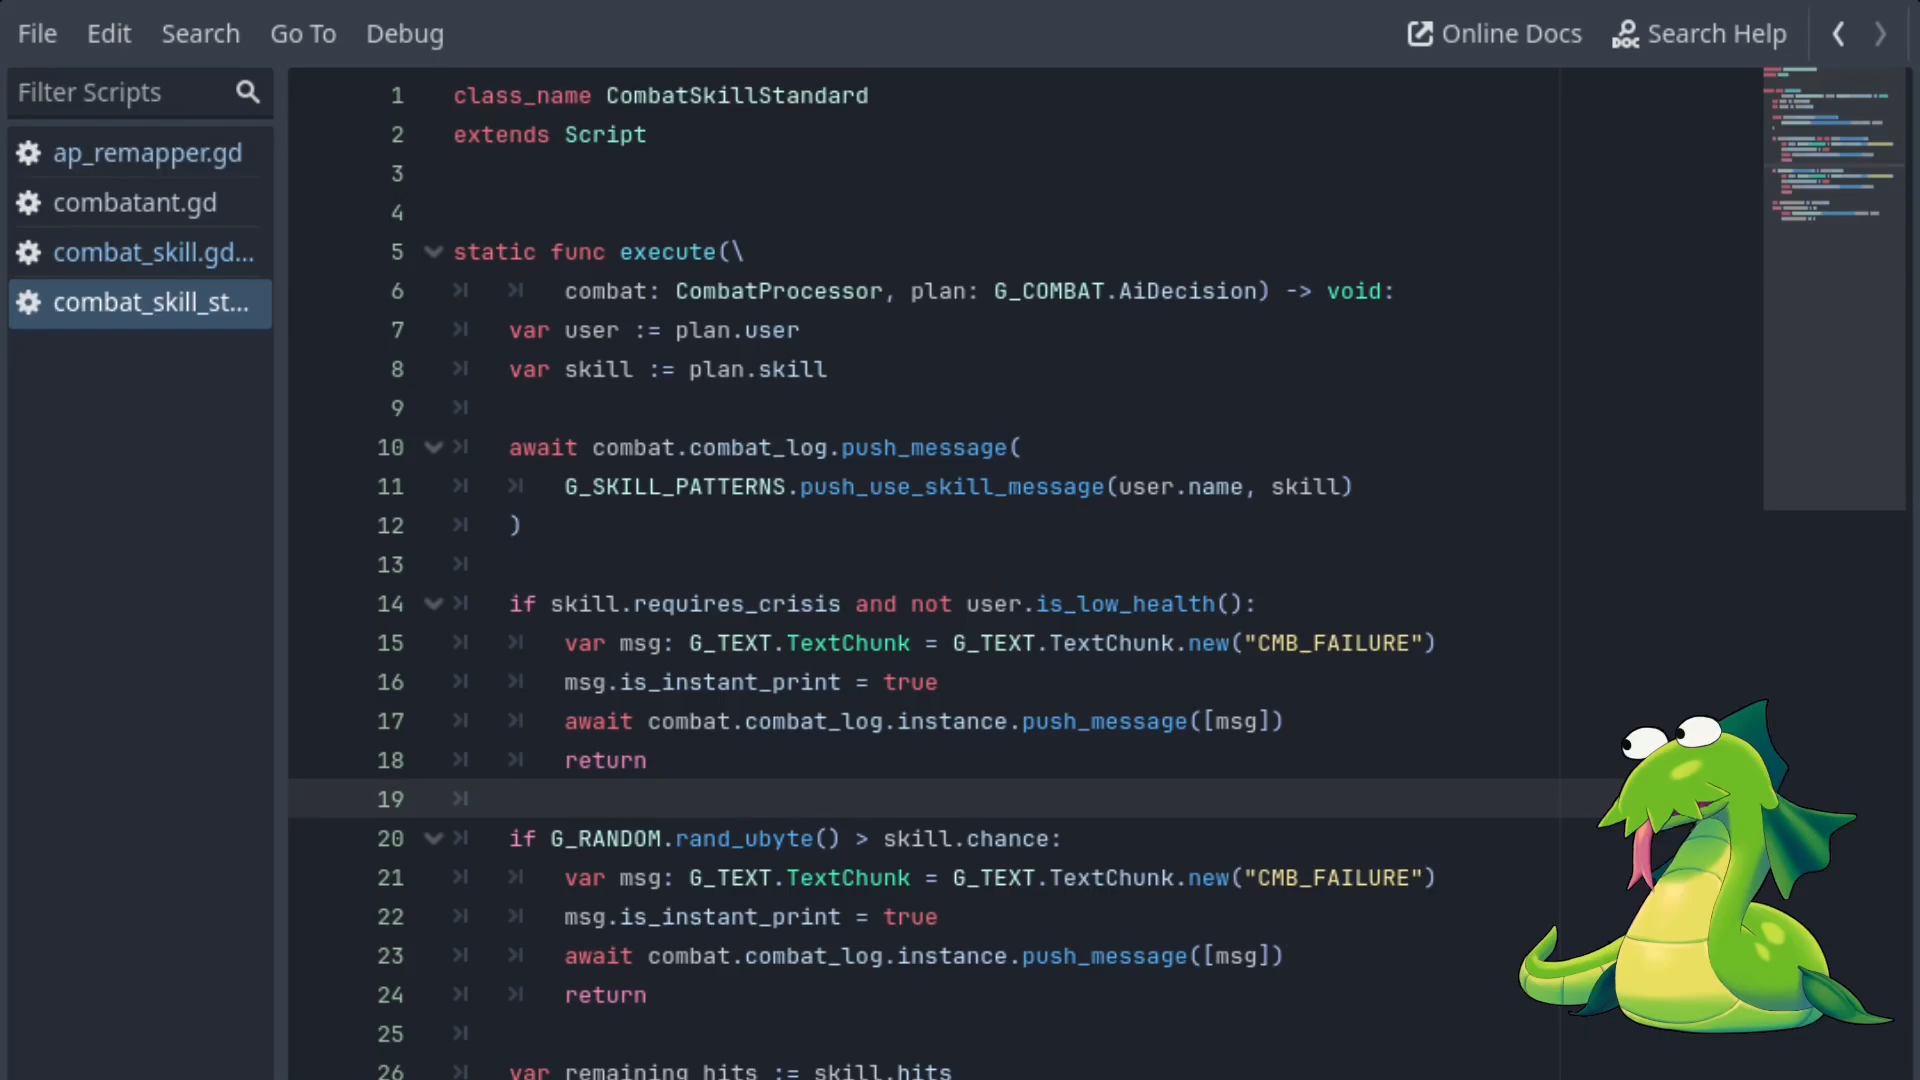 File Edit Search Go To Debug Online Docs DOC Search Help
Filter Scripts
ap_remapper.gd
combatant.gd
combat_skill.gd...
combat_skill_st...
1 class_name CombatSkillStandard
2 extends Script
3
4
5 static func execute(\
6 combat: CombatProcessor, plan: G_COMBAT.AiDecision) -> void:
7 var user := plan.user
8 var skill := plan.skill
9
10 await combat.combat_log.push_message(
11 G_SKILL_PATTERNS.push_use_skill_message(user.name, skill)
12 )
13
14 if skill.requires_crisis and not user.is_low_health():
15 var msg: G_TEXT.TextChunk = G_TEXT.TextChunk.new("CMB_FAILURE")
16 msg.is_instant_print = true
17 await combat.combat_log.instance.push_message([msg])
18 return
19
20 if G_RANDOM.rand_ubyte() > skill.chance:
21 var msg: G_TEXT.TextChunk = G_TEXT.TextChunk.new("CMB_FAILURE")
22 msg.is_instant_print = true
23 await combat.combat_log.instance.push_message([msg])
24 return
25
26 var remaining_hits := skill.hits